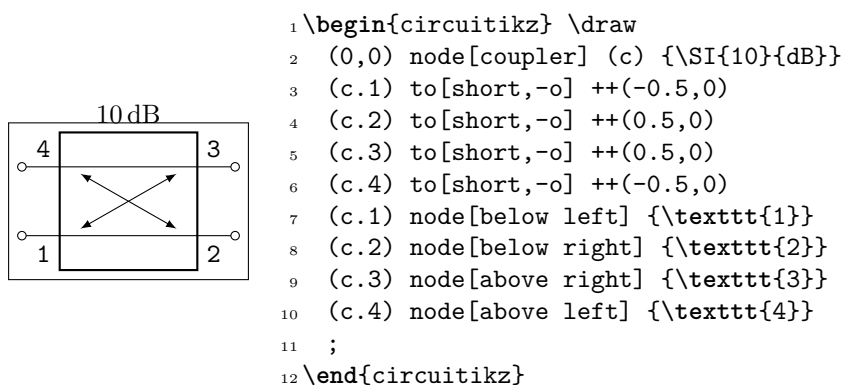 10 dB
4 3
1 2
1 \begin{circuitikz} \draw
2 (0,0) node[coupler] (c) {\SI{10}{dB}}
3 (c.1) to[short,-o] ++(-0.5,0)
4 (c.2) to[short,-o] ++(0.5,0)
5 (c.3) to[short,-o] ++(0.5,0)
6 (c.4) to[short,-o] ++(-0.5,0)
7 (c.1) node[below left] {\texttt{1}}
8 (c.2) node[below right] {\texttt{2}}
9 (c.3) node[above right] {\texttt{3}}
10 (c.4) node[above left] {\texttt{4}}
11 ;
12 \end{circuitikz}